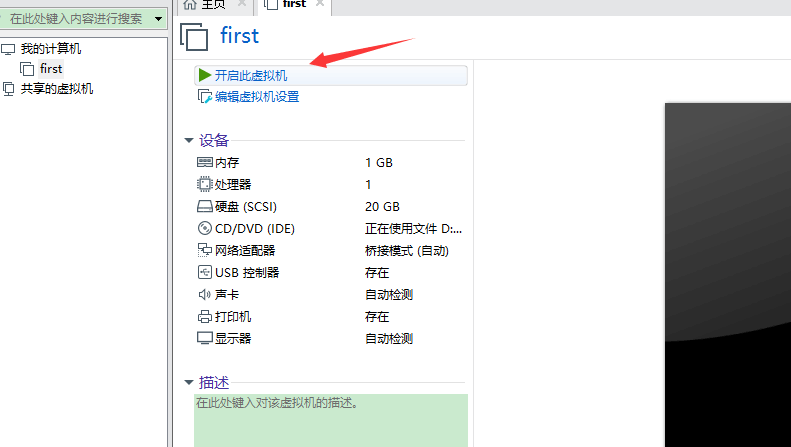 在此处键入内容进行搜索
主页
first
我的计算机
first
共享的虚拟机
first
开启此虚拟机
编辑虚拟机设置
设备
内存 1 GB
处理器 1
硬盘 (SCSI) 20 GB
CD/DVD (IDE) 正在使用文件 D:...
网络适配器 桥接模式 (自动)
USB 控制器 存在
声卡 自动检测
打印机 存在
显示器 自动检测
描述
在此处键入对该虚拟机的描述。